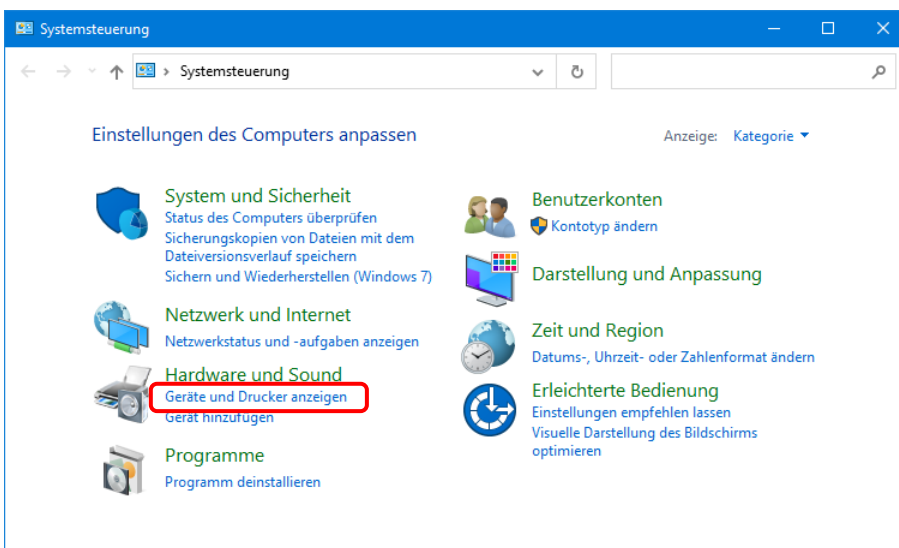 Systemsteuerung
Systemsteuerung
Einstellungen des Computers anpassen
Anzeige: Kategorie
System und Sicherheit
Status des Computers überprüfen
Sicherungskopien von Dateien mit dem
Dateiversionsverlauf speichern
Sichern und Wiederherstellen (Windows 7)
Netzwerk und Internet
Netzwerkstatus und -aufgaben anzeigen
Hardware und Sound
Geräte und Drucker anzeigen
Gerät hinzufügen
Programme
Programm deinstallieren
Benutzerkonten
Kontotyp ändern
Darstellung und Anpassung
Zeit und Region
Datums-, Uhrzeit- oder Zahlenformat ändern
Erleichterte Bedienung
Einstellungen empfehlen lassen
Visuelle Darstellung des Bildschirms
optimieren